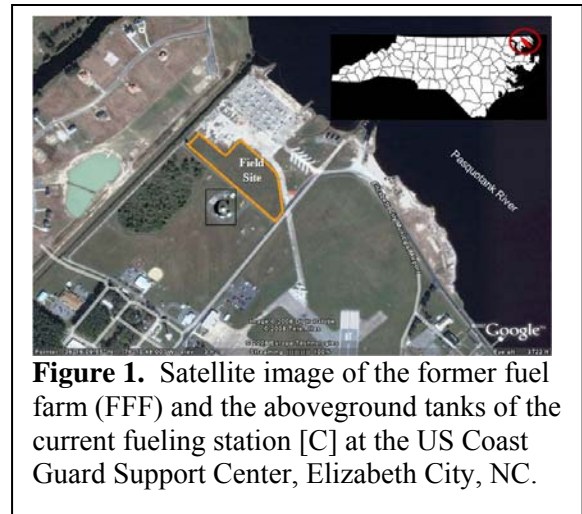 Field
Site
C
Pasquotank River
Google™
Figure 1. Satellite image of the former fuel
farm (FFF) and the aboveground tanks of the
current fueling station [C] at the US Coast
Guard Support Center, Elizabeth City, NC.